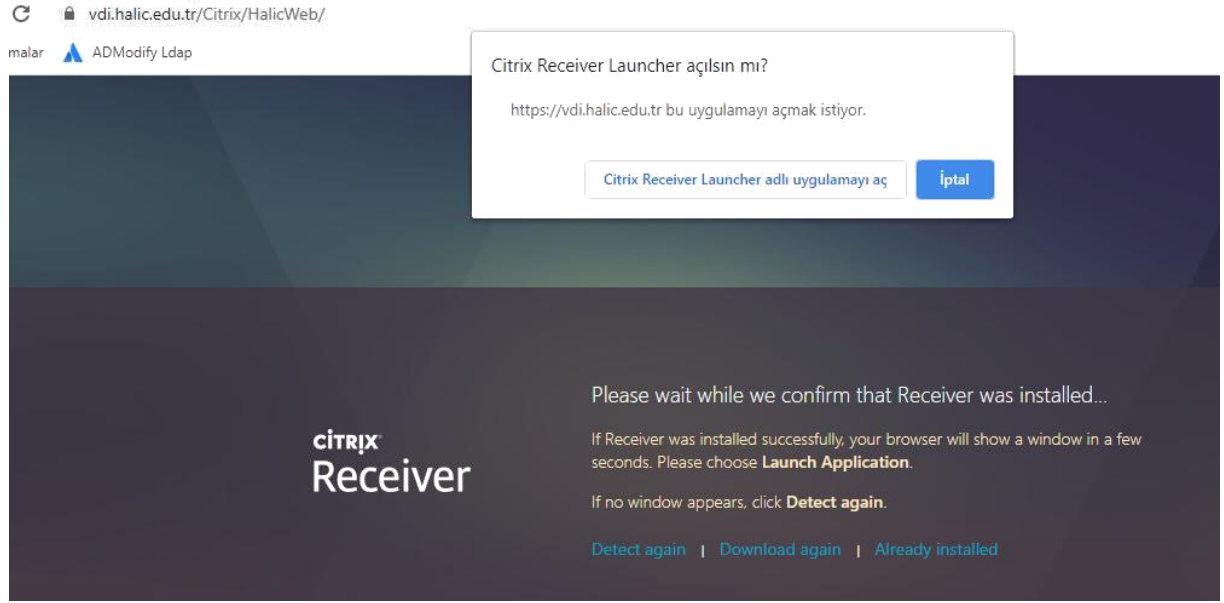 vdi.halic.edu.tr/Citrix/HalicWeb/
malar ADModify Ldap
Citrix Receiver Launcher açılsın mı?
https://vdi.halic.edu.tr bu uygulamayı açmak istiyor.
Citrix Receiver Launcher adlı uygulamayı aç İptal
Please wait while we confirm that Receiver was installed...
CİTRIX
Receiver
If Receiver was installed successfully, your browser will show a window in a few
seconds. Please choose Launch Application.
If no window appears, click Detect again.
Detect again | Download again | Already installed